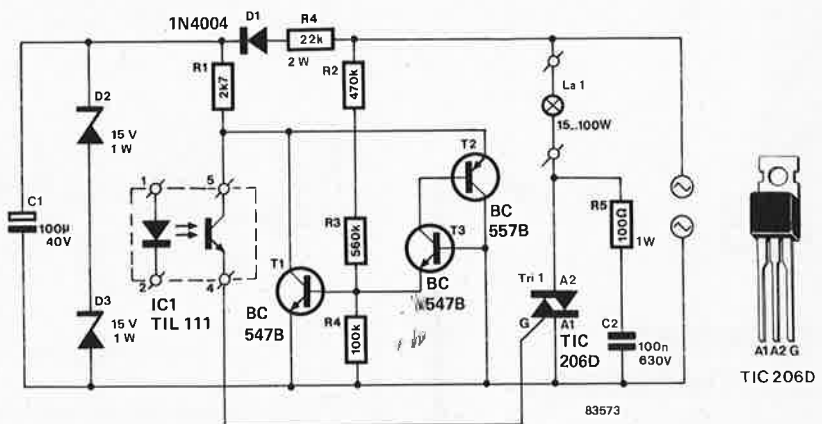 1N4004
D1
R4
22k
2 W
R1
2k7
R2
470k
La 1
15...100W
D2
15 V
1 W
T2
BC
557B
1
5
C1
100µ
40V
R3
560k
T3
BC
547B
R5
100Ω
1W
T1
2
4
IC1
TIL 111
BC
547B
R4
100k
Tri 1
A2
G
A1
TIC
206D
C2
100n
630V
D3
15 V
1 W
A1 A2 G
TIC 206D
83573